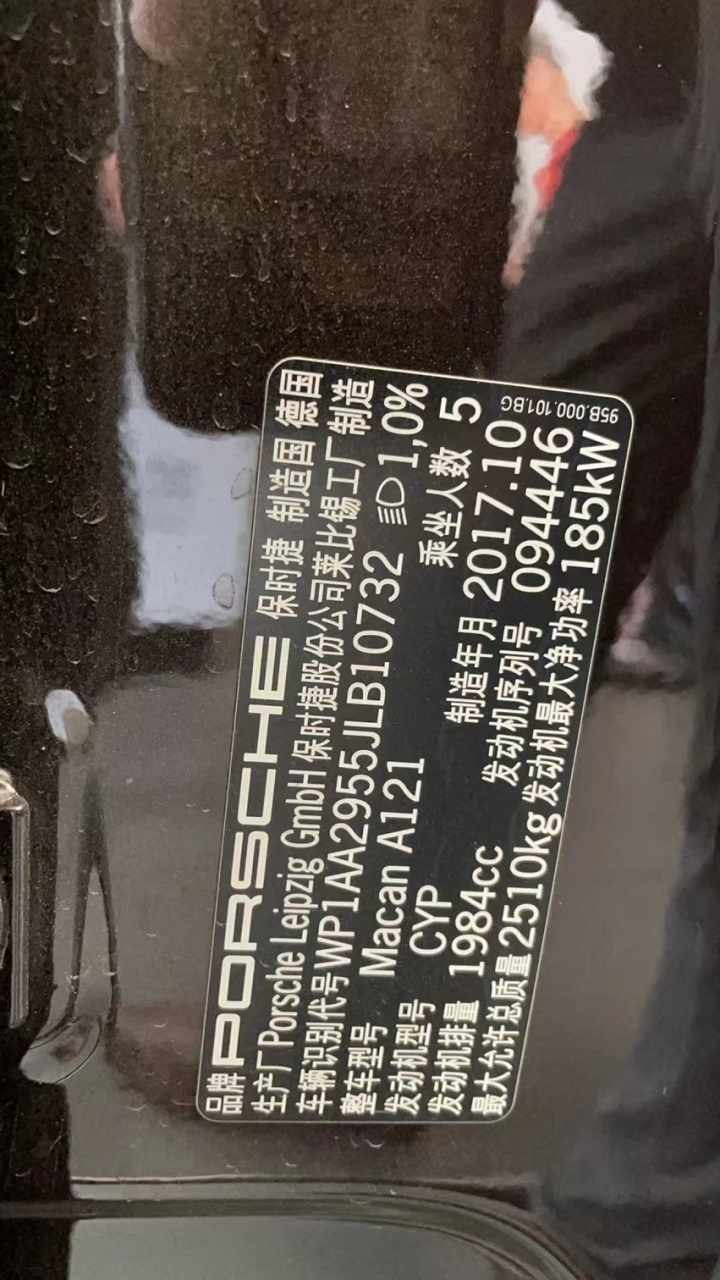 品牌 PORSCHE 保时捷 制造国 德国
生产厂 Porsche Leipzig GmbH 保时捷股份公司莱比锡工厂 制造
车辆识别代号 WP1AA2955JLB10732 1,0%
整车型号 Macan A121 乘坐人数 5
发动机型号 CYP 制造年月 2017.10
发动机排量 1984cc 发动机序列号 094446
最大允许总质量 2510kg 发动机最大净功率 185kW
95B.000.101.BG